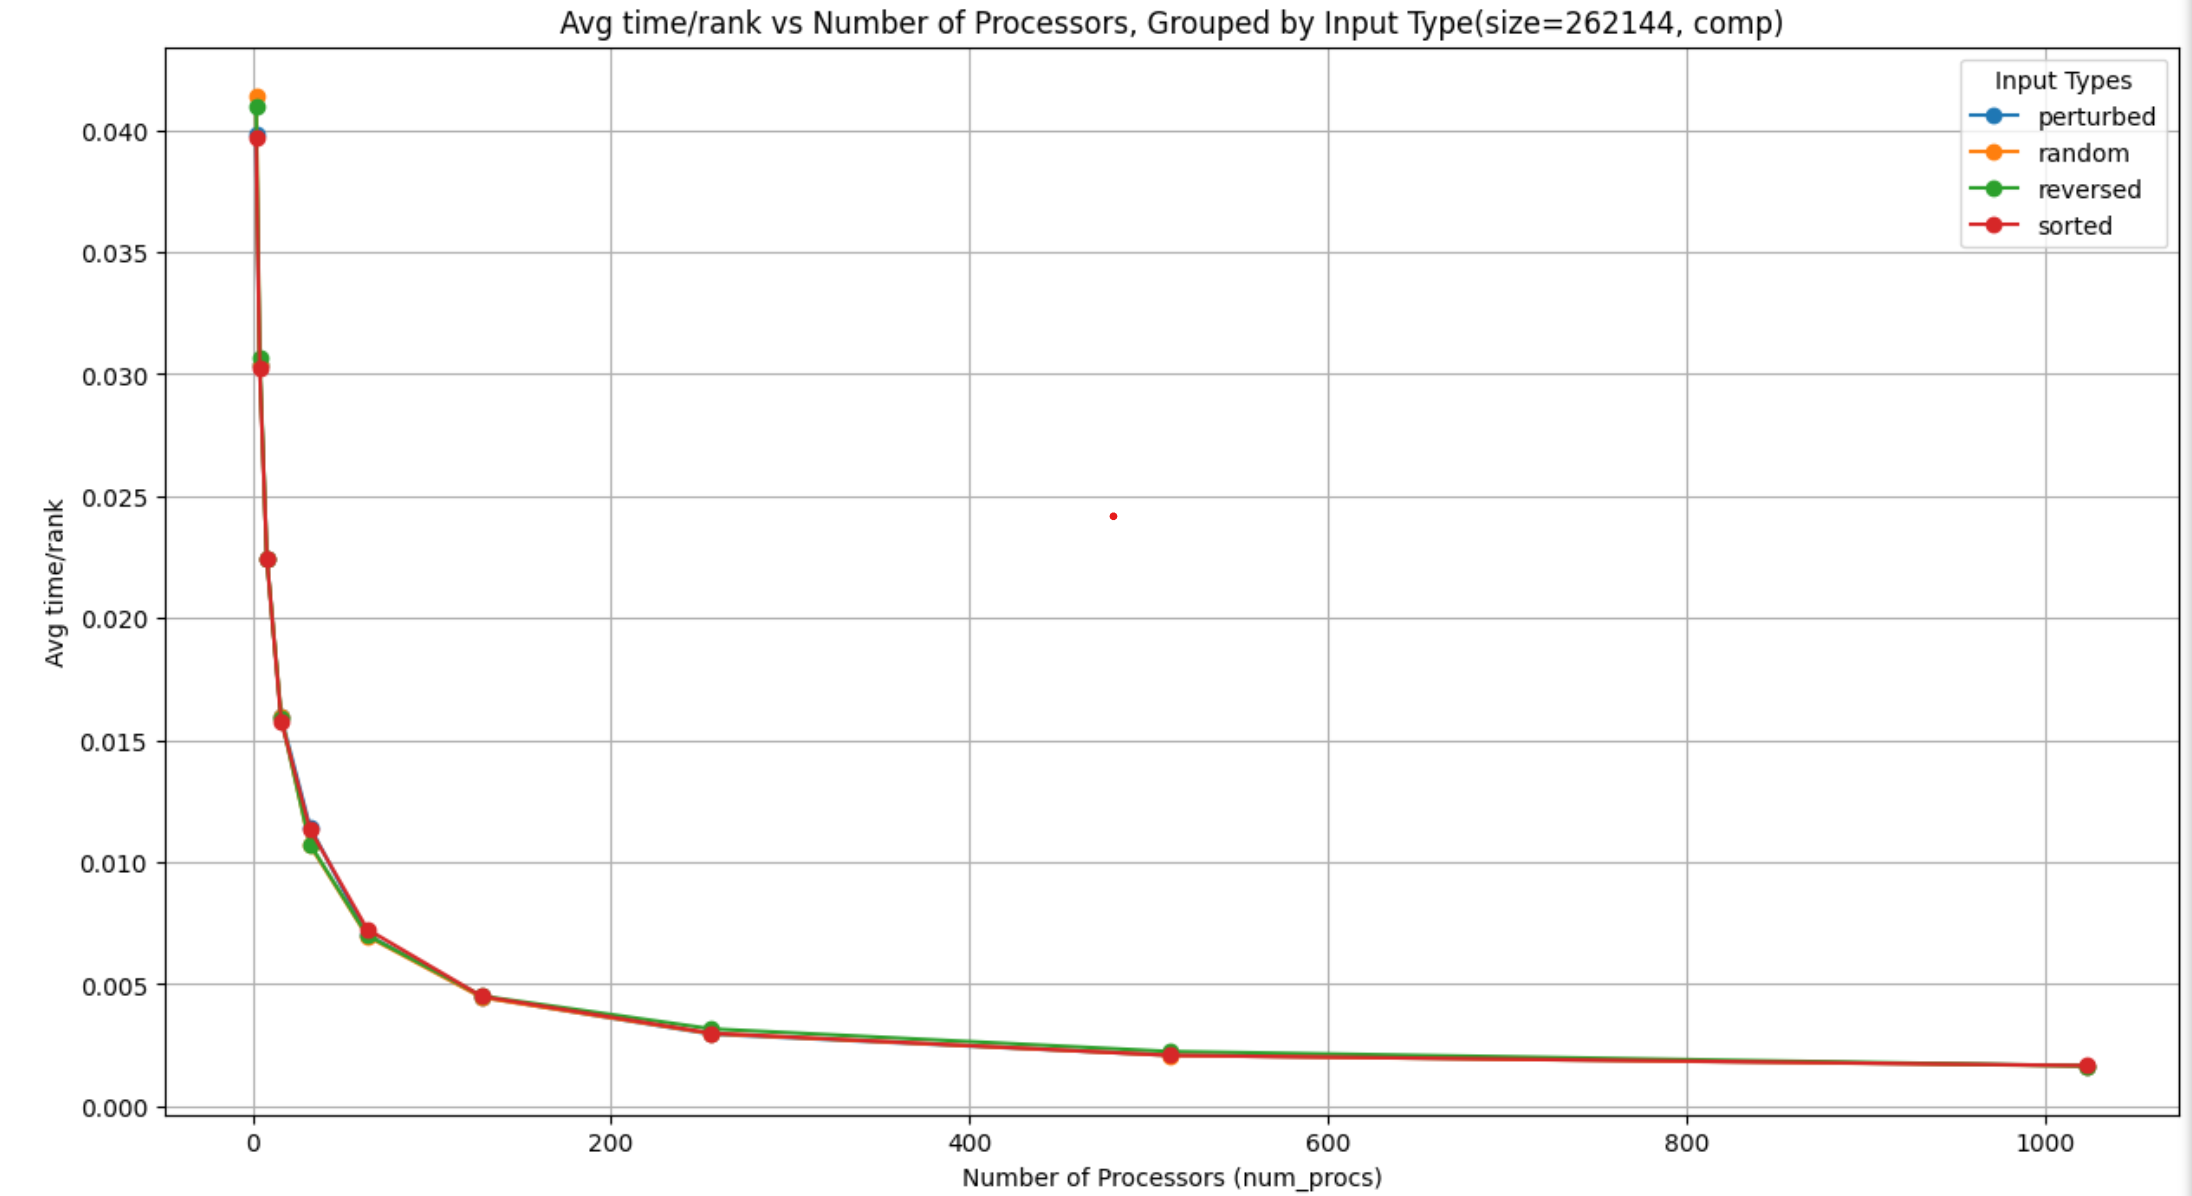 Avg time/rank vs Number of Processors, Grouped by Input Type(size=262144, comp)
Input Types
perturbed
random
reversed
sorted
Avg time/rank
0.040
0.035
0.030
0.025
0.020
0.015
0.010
0.005
0.000
0 200 400 600 800 1000
Number of Processors (num_procs)